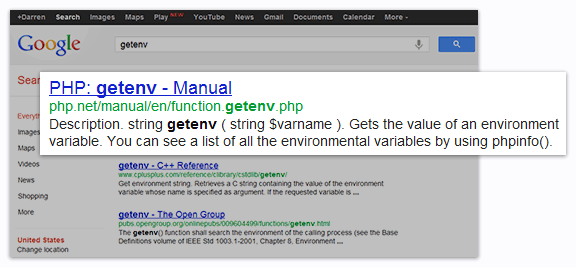 +Darren Search Images Maps Play NEW YouTube News Gmail Documents Calendar More
Google getenv
Sear
PHP: getenv - Manual
php.net/manual/en/function.getenv.php
Description. string getenv ( string $varname ). Gets the value of an environment
variable. You can see a list of all the environmental variables by using phpinfo().
Everyt
Images
Maps
Videos
News
Shopping
More
United States
Change location
getenv - C++ Reference
www.cplusplus.com/reference/clibrary/cstdlib/getenv/
Get environment string. Retrieves a C string containing the value of the environment
variable whose name is specified as argument. If the requested variable is ...
getenv - The Open Group
pubs.opengroup.org/onlinepubs/009604499/functions/getenv.html
The getenv() function shall search the environment of the calling process (see the Base
Definitions volume of IEEE Std 1003.1-2001, Chapter 8, Environment ...